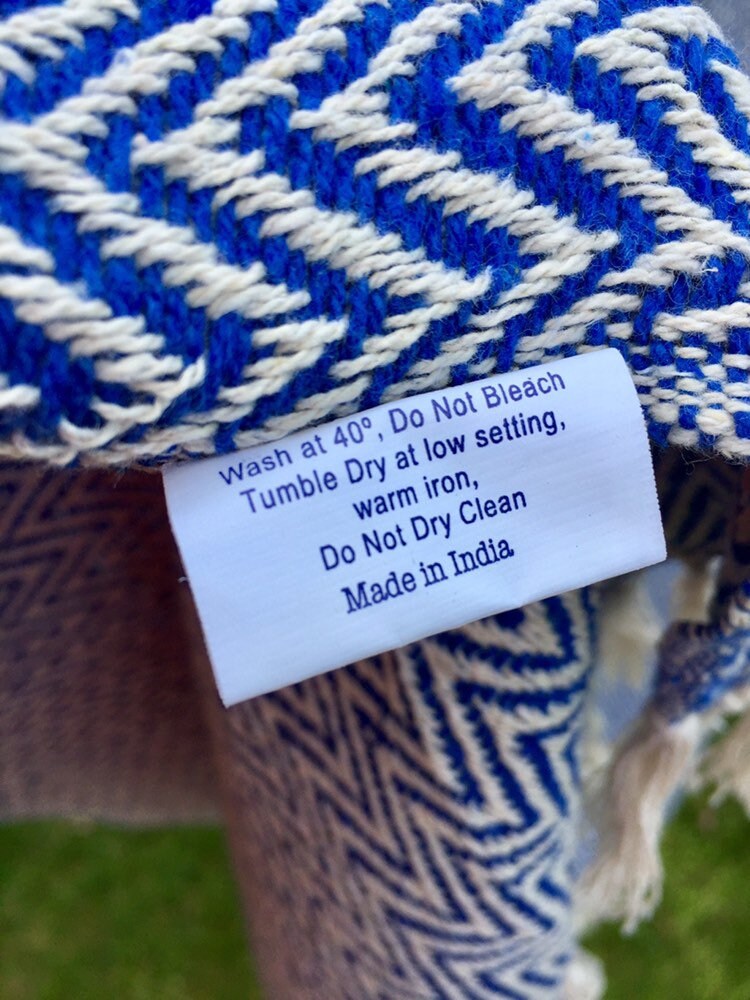 Wash at 40°, Do Not Bleach
Tumble Dry at low setting,
warm iron,
Do Not Dry Clean
Made in India